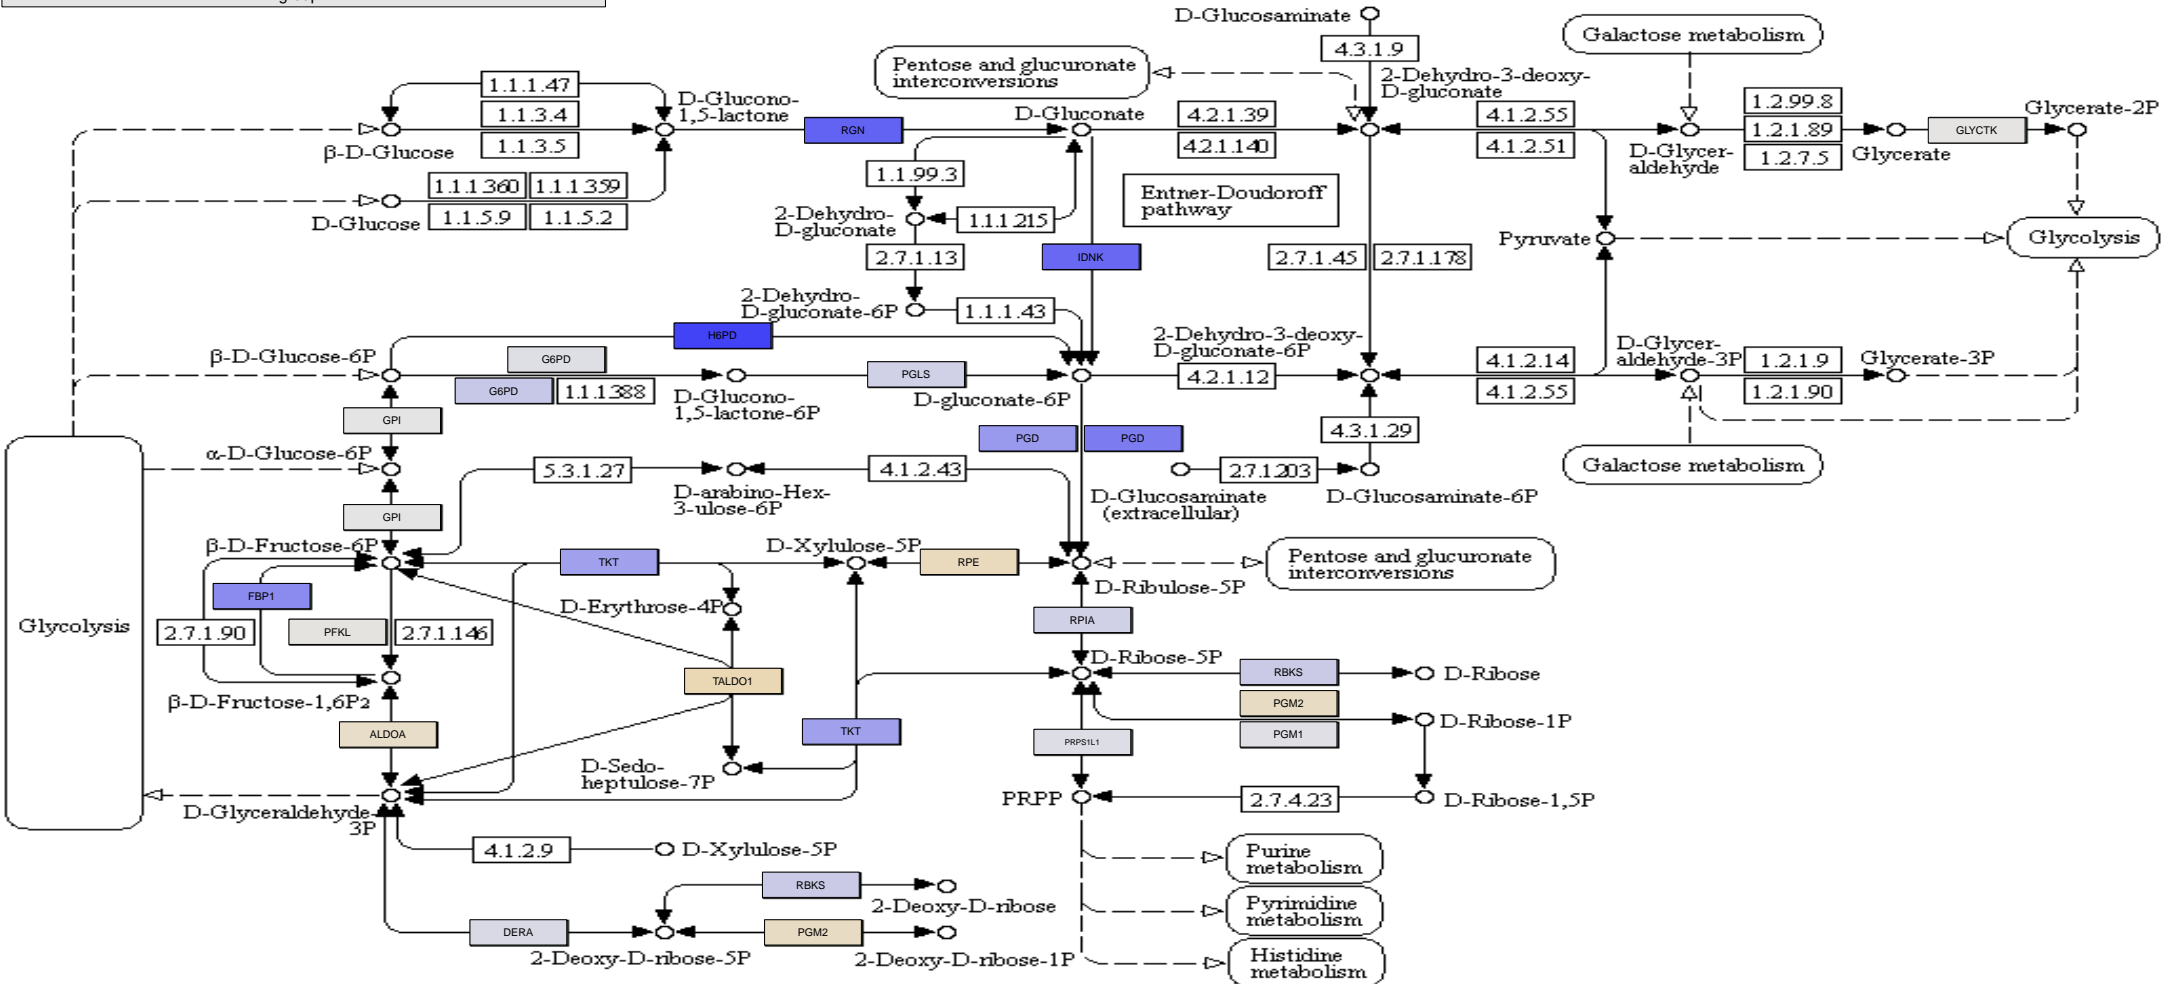 D-Glucosaminate
4.3.1.9
Galactose metabolism
Pentose and glucuronate
interconversions
2-Dehydro-3-deoxy-
D-gluconate
1.1.1.47
1.1.3.4
1.1.3.5
D-Glucono-
1,5-lactone
RGN
D-Gluconate
4.2.1.39
4.2.1.140
4.1.2.55
4.1.2.51
1.2.99.8
1.2.1.89
1.2.7.5
Glycerate-2P
GLYCTK
β-D-Glucose
D-Glycer-
aldehyde
Glycerate
1.1.1.360
1.1.1.359
1.1.5.9
1.1.5.2
D-Glucose
1.1.99.3
Entner-Doudoroff
pathway
2-Dehydro-
D-gluconate
1.1.1.215
Pyruvate
Glycolysis
2.7.1.13
IDNK
2.7.1.45
2.7.1.178
2-Dehydro-
D-gluconate-6P
1.1.1.43
H6PD
β-D-Glucose-6P
G6PD
G6PD
1.1.1.388
PGLS
2-Dehydro-3-deoxy-
D-gluconate-6P
4.2.1.12
4.1.2.14
4.1.2.55
D-Glycer-
aldehyde-3P
1.2.1.9
1.2.1.90
Glycerate-3P
D-Glucono-
1,5-lactone-6P
D-gluconate-6P
GPI
PGD
PGD
4.3.1.29
α-D-Glucose-6P
5.3.1.27
4.1.2.43
2.7.1.203
Galactose metabolism
D-arabino-Hex-
3-ulose-6P
D-Glucosaminate
(extracellular)
D-Glucosaminate-6P
GPI
β-D-Fructose-6P
TKT
D-Xylulose-5P
RPE
Pentose and glucuronate
interconversions
D-Ribulose-5P
FBP1
D-Erythrose-4P
Glycolysis
2.7.1.90
PFKL
2.7.1.146
RPIA
D-Ribose-5P
RBKS
D-Ribose
TALDO1
β-D-Fructose-1,6P2
PGM2
D-Ribose-1P
PGM1
ALDOA
TKT
PRPS1L1
D-Sedo-
heptulose-7P
PRPP
2.7.4.23
D-Ribose-1,5P
D-Glyceraldehyde-
3P
4.1.2.9
D-Xylulose-5P
Purine
metabolism
RBKS
2-Deoxy-D-ribose
Pyrimidine
metabolism
DERA
PGM2
2-Deoxy-D-ribose-5P
2-Deoxy-D-ribose-1P
Histidine
metabolism